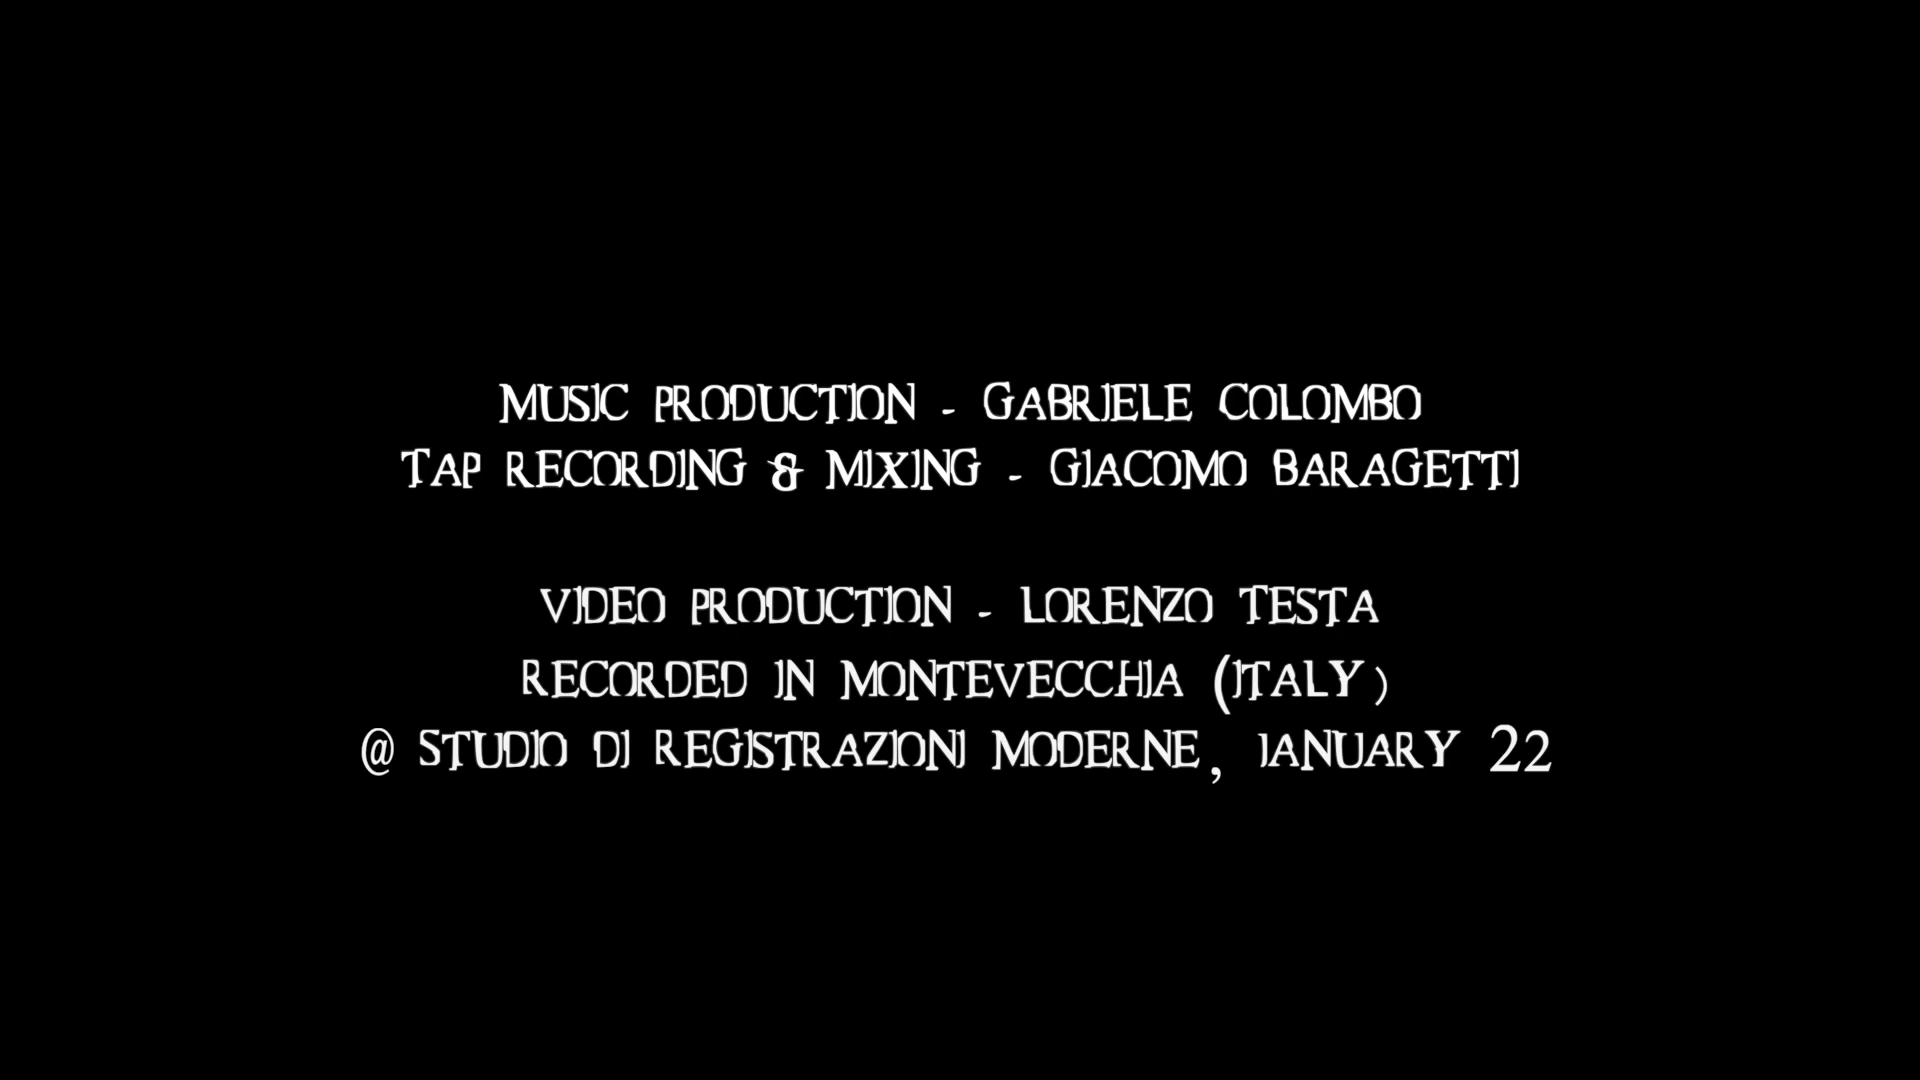 MUSIC PRODUCTION - GABRIELE COLOMBO
TAP RECORDING & MIXING - GIACOMO BARAGETTI
VIDEO PRODUCTION - LORENZO TESTA
RECORDED IN MONTEVECCHIA (ITALY)
@ STUDIO DI REGISTRAZIONI MODERNE, JANUARY 22